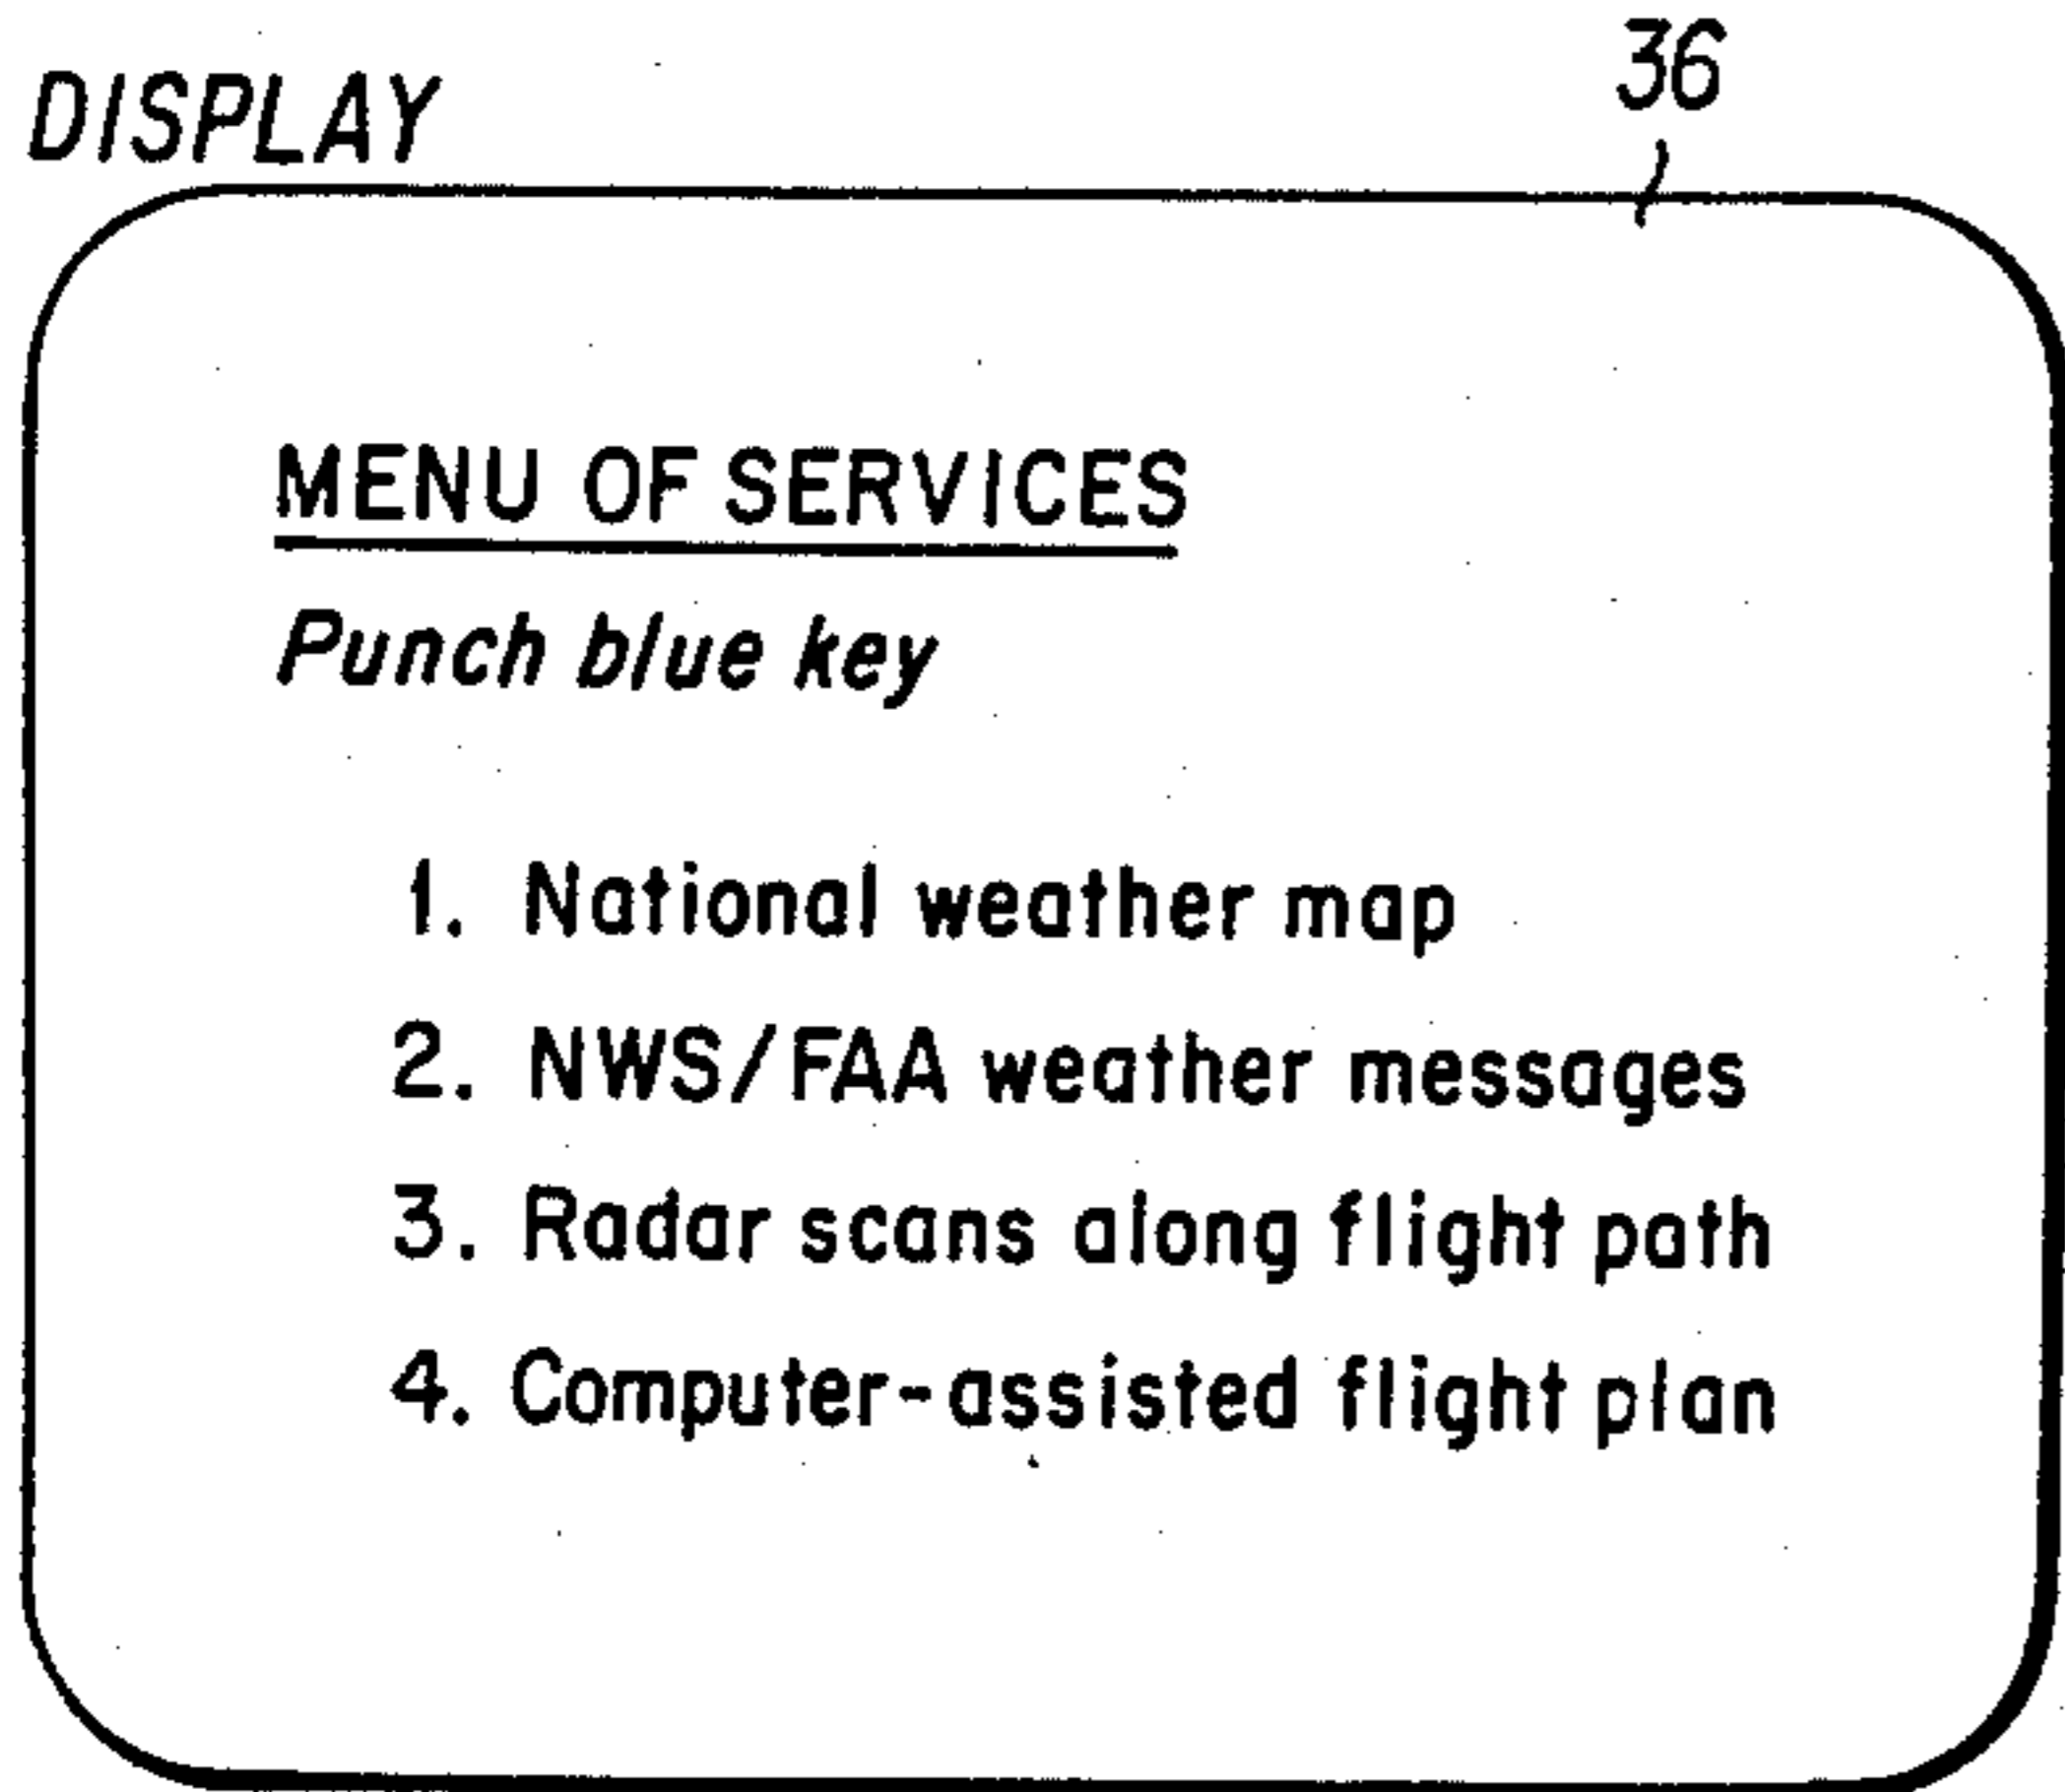 36
DISPLAY
MENU OF SERVICES
Punch blue key
1. National weather map
2. NWS/FAA weather messages
3. Radar scans along flight path
4. Computer-assisted flight plan